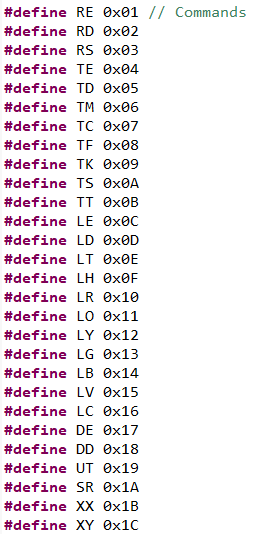 #define RE 0x01 // Commands
#define RD 0x02
#define RS 0x03
#define TE 0x04
#define TD 0x05
#define TM 0x06
#define TC 0x07
#define TF 0x08
#define TK 0x09
#define TS 0x0A
#define TT 0x0B
#define LE 0x0C
#define LD 0x0D
#define LT 0x0E
#define LH 0x0F
#define LR 0x10
#define LO 0x11
#define LY 0x12
#define LG 0x13
#define LB 0x14
#define LV 0x15
#define LC 0x16
#define DE 0x17
#define DD 0x18
#define UT 0x19
#define SR 0x1A
#define XX 0x1B
#define XY 0x1C